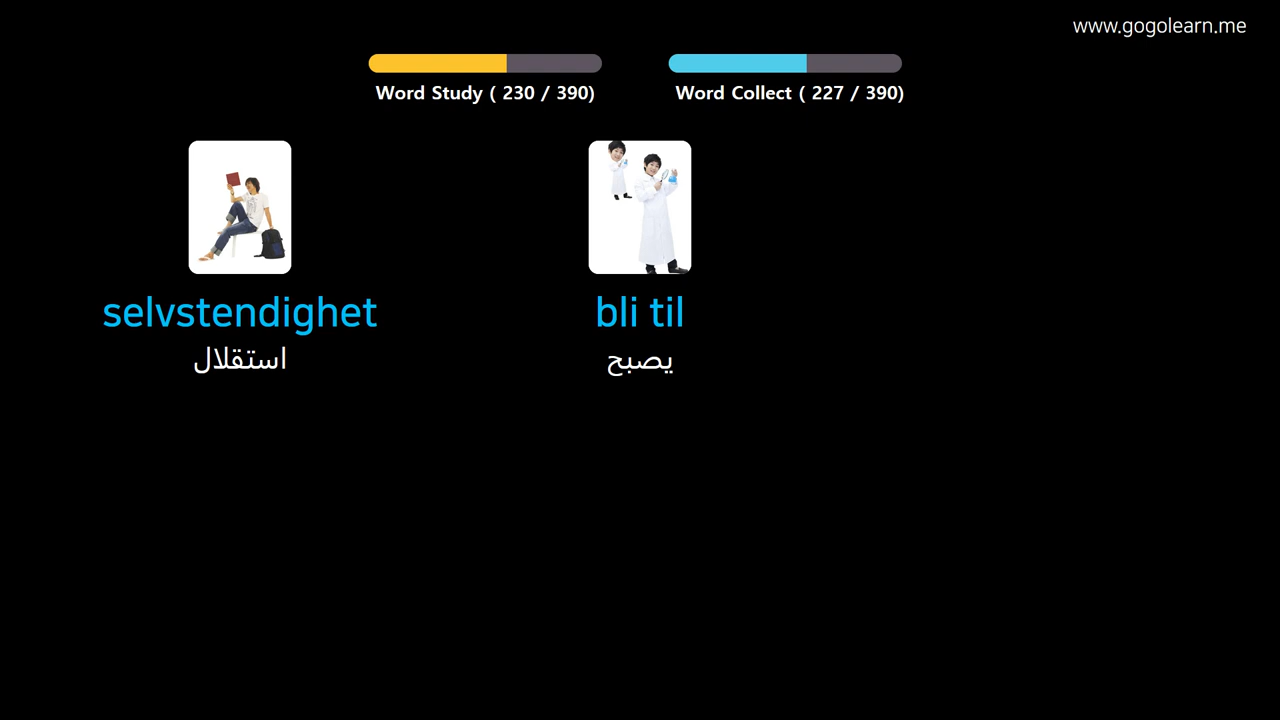 www.gogolearn.me
Word Study ( 230 / 390)
Word Collect ( 227 / 390)
selvstendighet
استقلال
bli til
يصبح